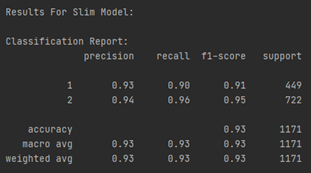 Results For Slim Model:
Classification Report:
precision recall f1-score support
1 0.93 0.90 0.91 449
2 0.94 0.96 0.95 722
accuracy 0.93 1171
macro avg 0.93 0.93 0.93 1171
weighted avg 0.93 0.93 0.93 1171